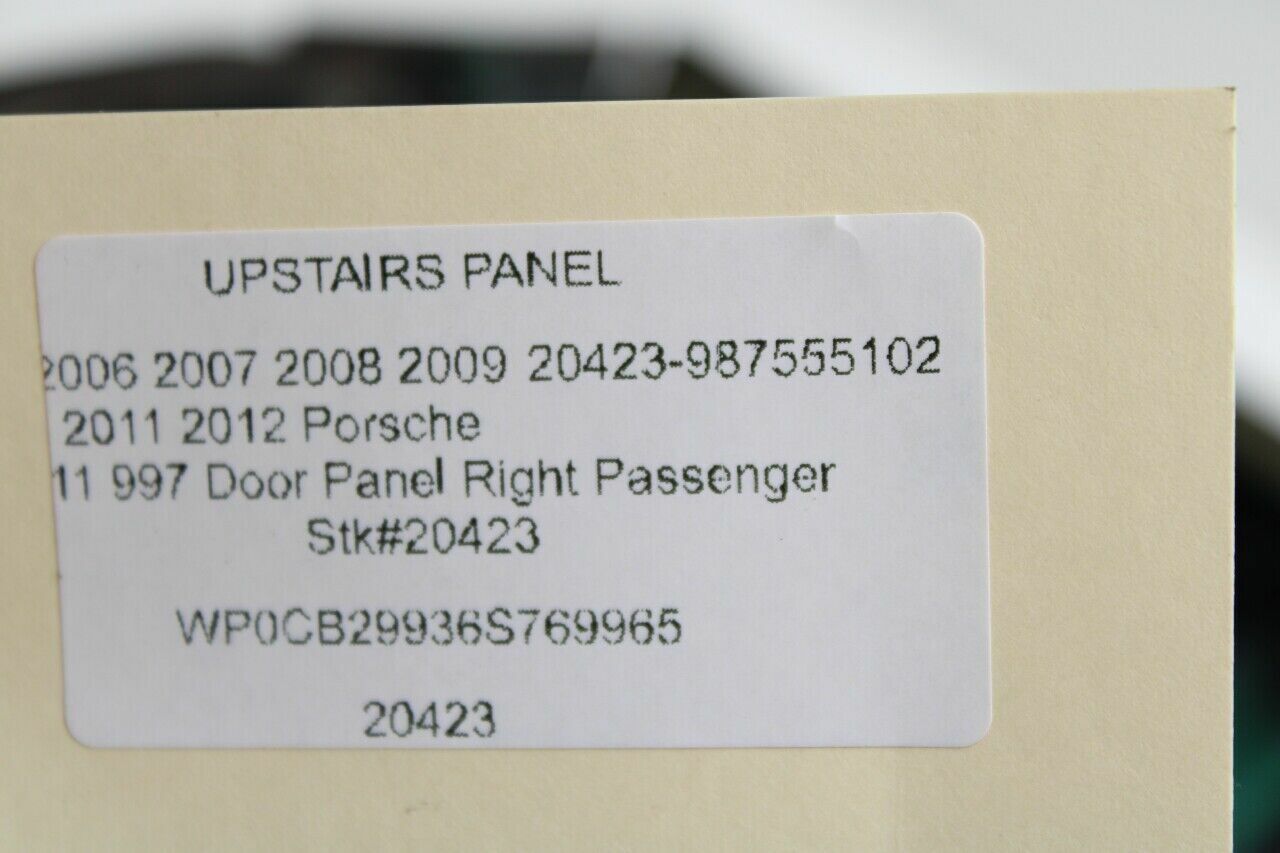 UPSTAIRS PANEL
2006 2007 2008 2009 20423-987555102
2011 2012 Porsche
11 997 Door Panel Right Passenger
Stk#20423
WP0CB29936S769965
20423